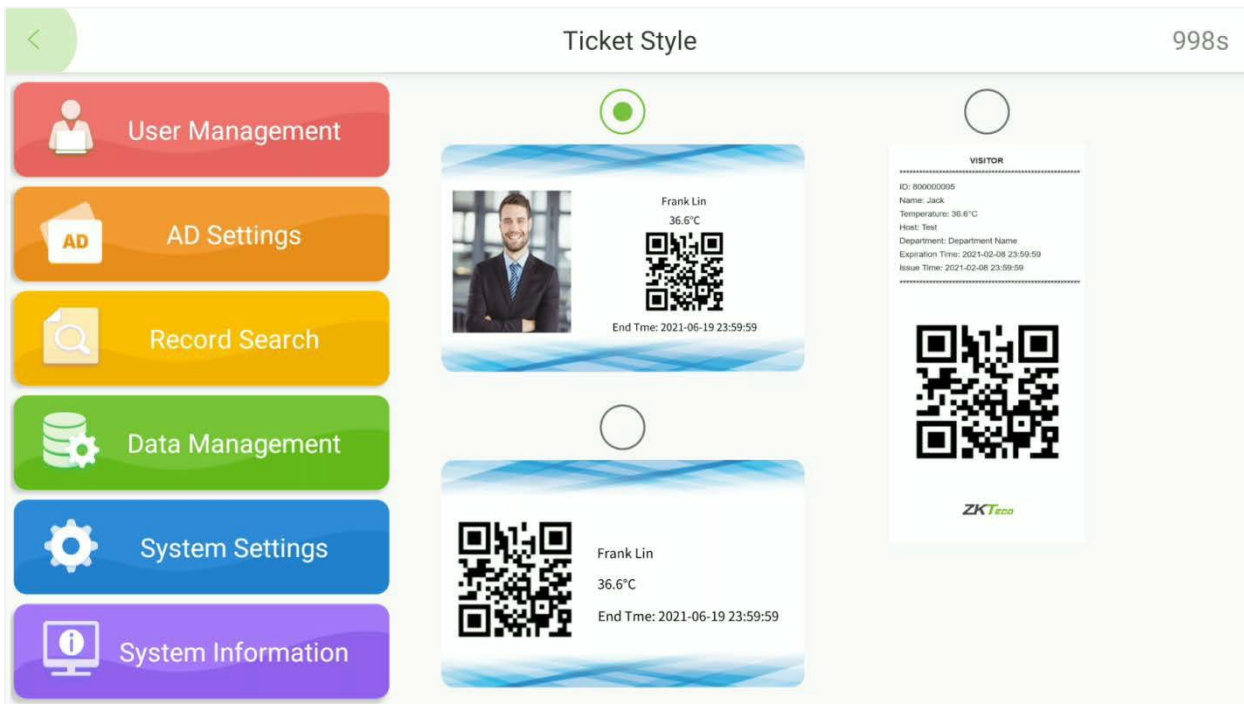 Ticket Style
998s
User Management
AD
AD Settings
Record Search
Data Management
System Settings
System Information
Frank Lin
36.6°C
End Tme: 2021-06-19 23:59:59
Frank Lin
36.6°C
End Tme: 2021-06-19 23:59:59
VISITOR
ID: 800000005
Name: Jack
Temperature: 36.6°C
Host: Test
Department: Department Name
Expiration Time: 2021-02-08 23:59:59
Issue Time: 2021-02-08 23:59:59
ZKTeco